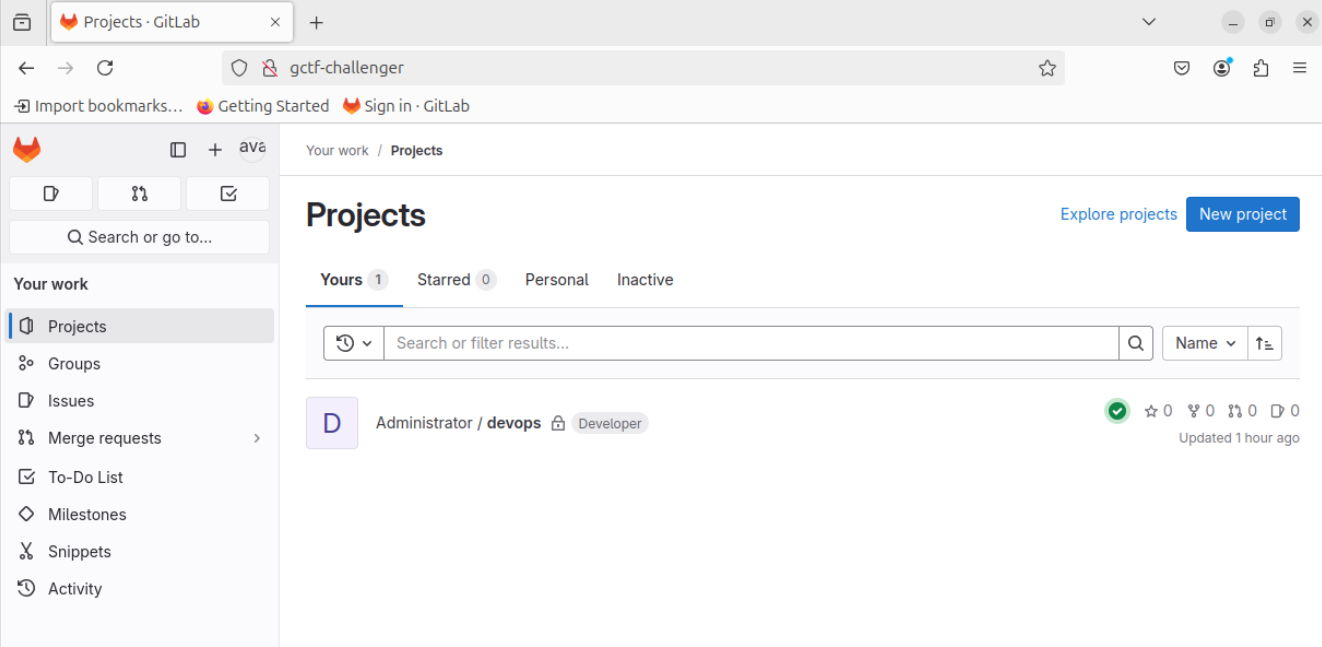 Projects · GitLab
gctf-challenger
Import bookmarks... Getting Started Sign in · GitLab
ava
Your work / Projects
Projects
Explore projects New project
Search or go to...
Your work
Yours 1 Starred 0 Personal Inactive
Projects
Search or filter results... Name
Groups
Issues
D Administrator / devops Developer 0 0 0 0
Merge requests
Updated 1 hour ago
To-Do List
Milestones
Snippets
Activity